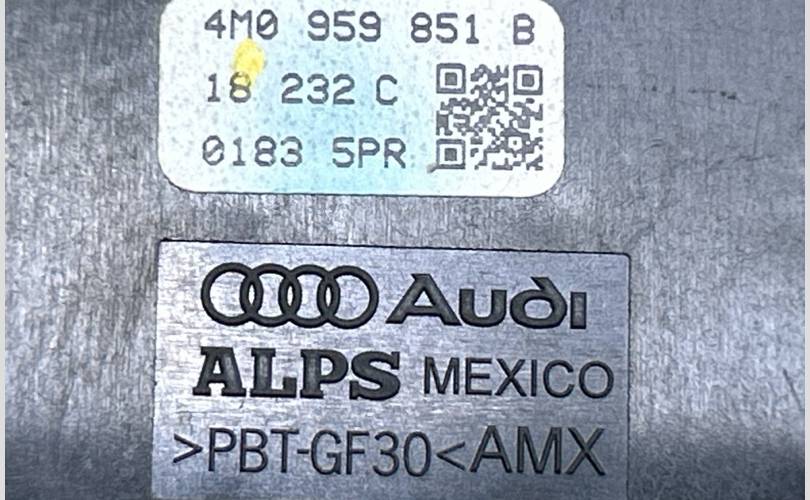 4M0 959 851 B
18 232 C
0183 5PR
Audi
ALPS MEXICO
>PBT-GF30<AMX